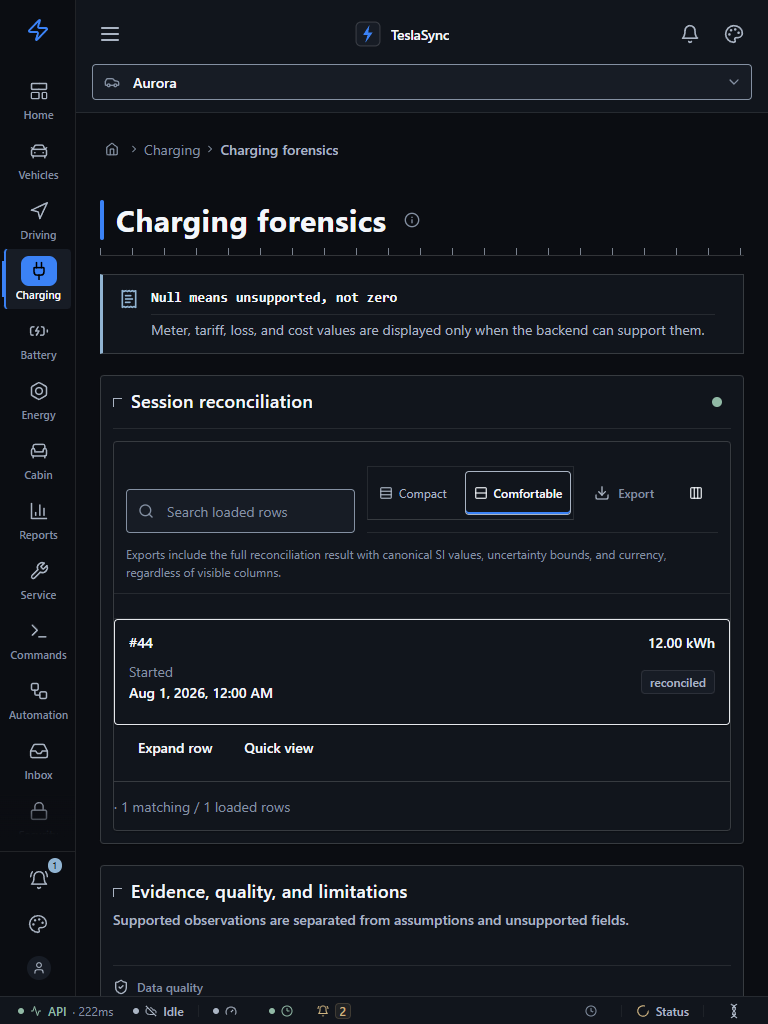 TeslaSync
Aurora
Home
Vehicles
Driving
Charging
Battery
Energy
Cabin
Reports
Service
Commands
Automation
Inbox
1
Charging > Charging forensics
Charging forensics
Null means unsupported, not zero
Meter, tariff, loss, and cost values are displayed only when the backend can support them.
Session reconciliation
Search loaded rows
Compact
Comfortable
Export
Exports include the full reconciliation result with canonical SI values, uncertainty bounds, and currency,
regardless of visible columns.
#44
12.00 kWh
Started
Aug 1, 2026, 12:00 AM
reconciled
Expand row
Quick view
· 1 matching / 1 loaded rows
Evidence, quality, and limitations
Supported observations are separated from assumptions and unsupported fields.
Data quality
API · 222ms
Idle
2
Status